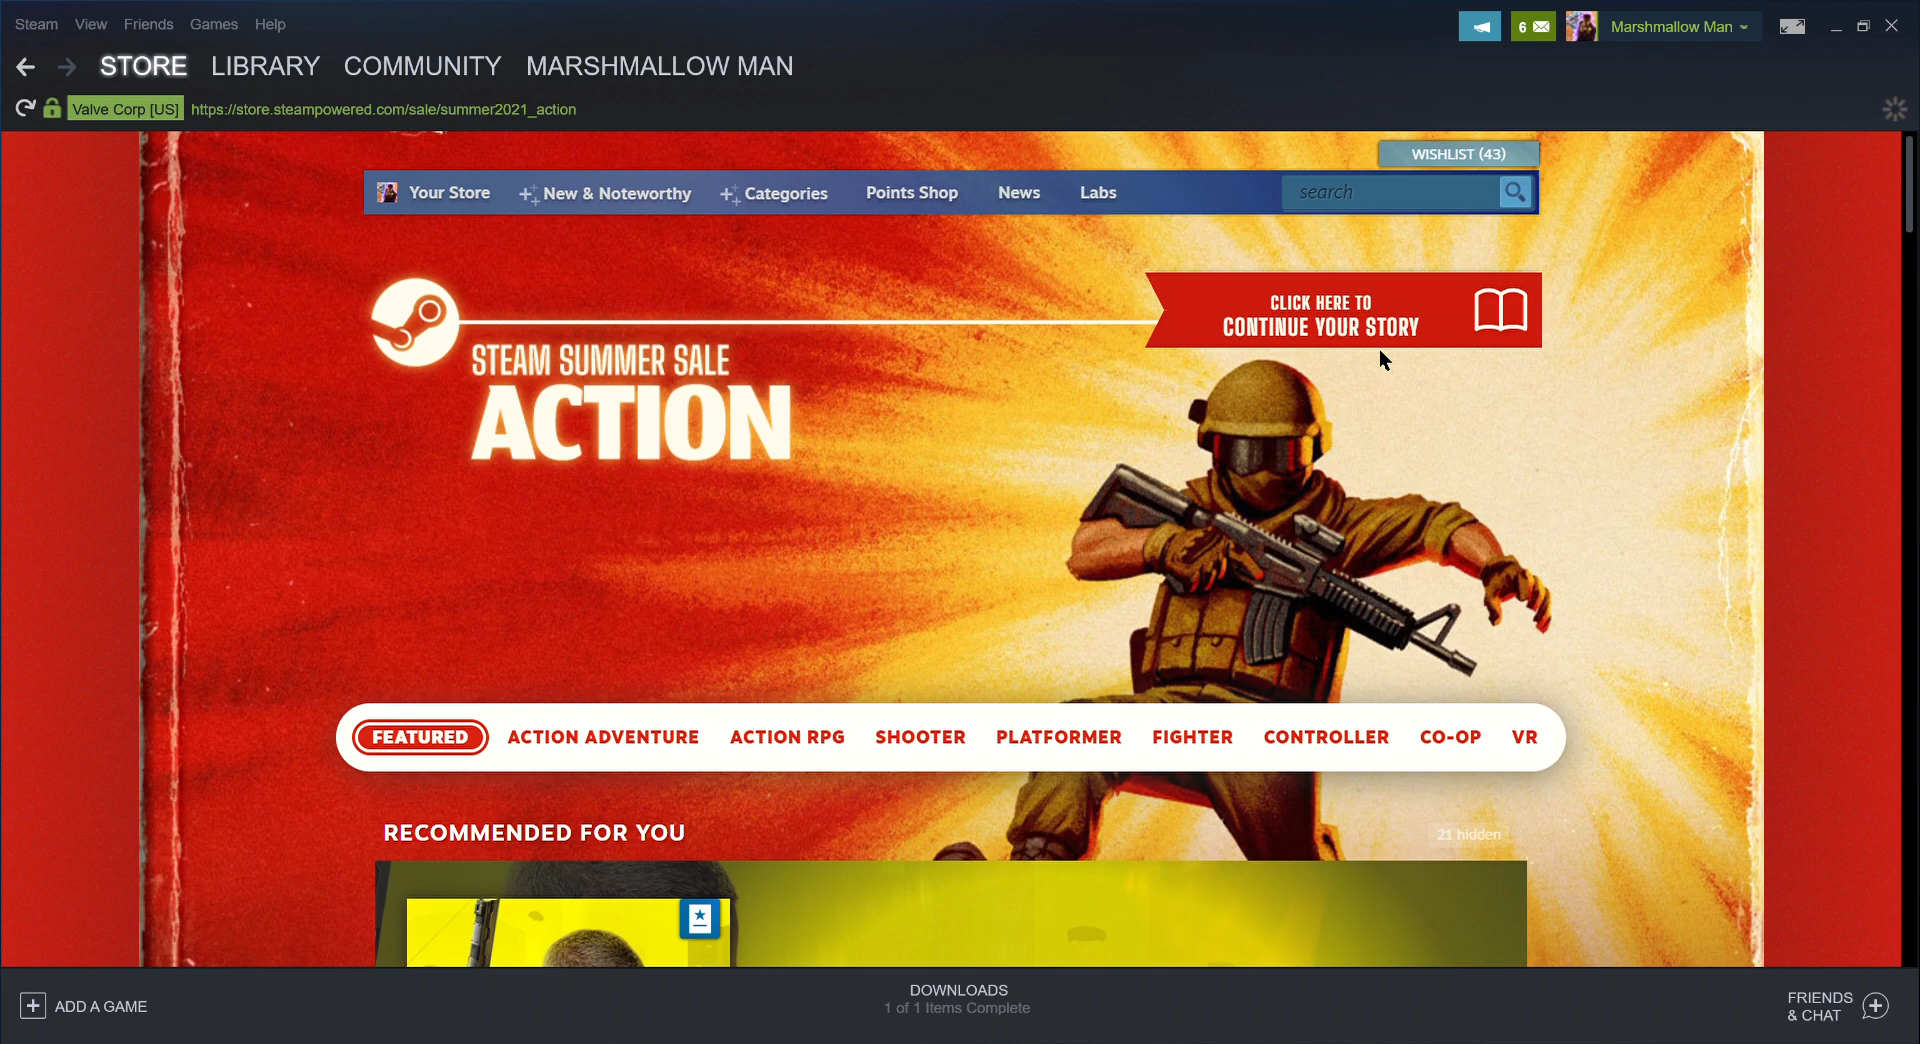 Steam View Friends Games Help
6 Marshmallow Man
STORE LIBRARY COMMUNITY MARSHMALLOW MAN
Valve Corp [US] https://store.steampowered.com/sale/summer2021_action
WISHLIST (43)
Your Store New & Noteworthy Categories Points Shop News Labs search
CLICK HERE TO
CONTINUE YOUR STORY
STEAM SUMMER SALE
ACTION
FEATURED ACTION ADVENTURE ACTION RPG SHOOTER PLATFORMER FIGHTER CONTROLLER CO-OP VR
RECOMMENDED FOR YOU 21 hidden
ADD A GAME
DOWNLOADS
1 of 1 Items Complete
FRIENDS
& CHAT